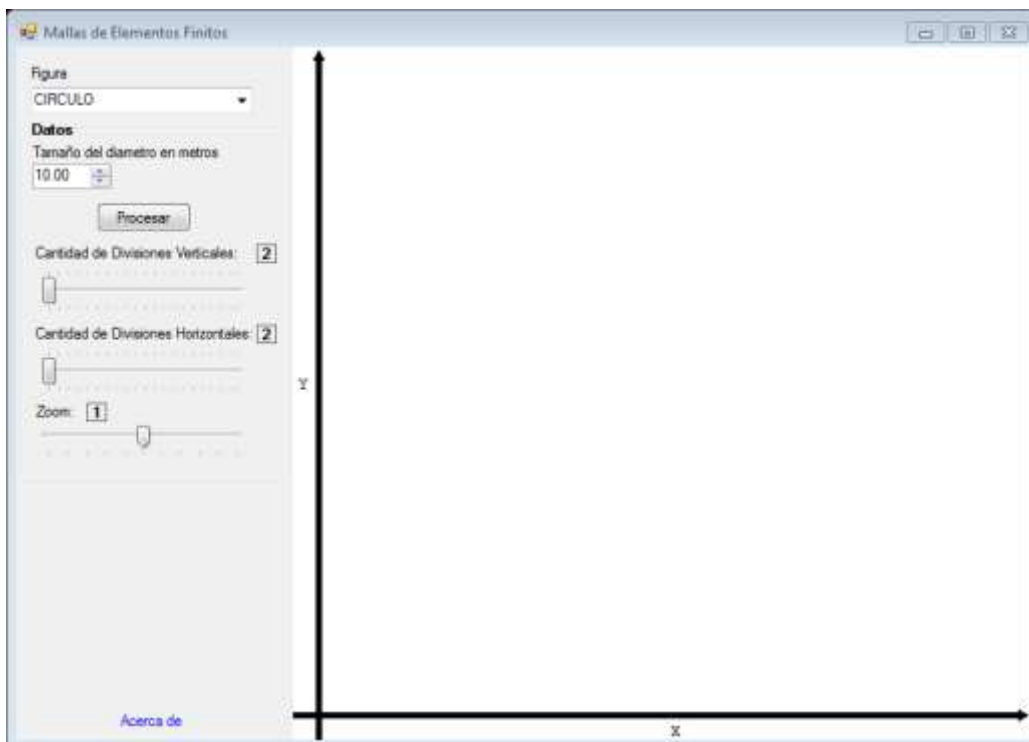 Mallas de Elementos Finitos
Figura
CIRCULO
Datos
Tamaño del diametro en metros
10.00
Procesar
Cantidad de Divisiones Verticales: 2
Cantidad de Divisiones Horizontales: 2
Zoom: 1
Y
Acerca de
X